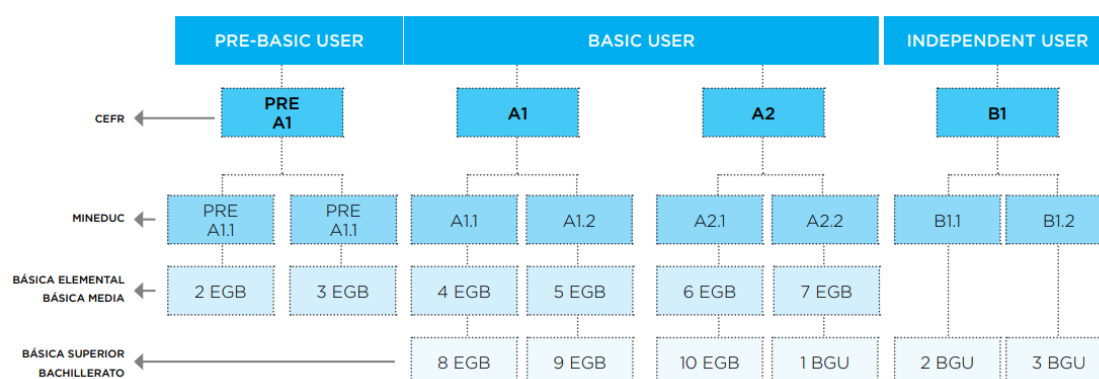 PRE-BASIC USER BASIC USER INDEPENDENT USER
CEFR
PRE
A1
A1
A2
B1
MINEDUC
PRE
A1.1
PRE
A1.1
A1.1
A1.2
A2.1
A2.2
B1.1
B1.2
BÁSICA ELEMENTAL
BÁSICA MEDIA
2 EGB
3 EGB
4 EGB
5 EGB
6 EGB
7 EGB
BÁSICA SUPERIOR
BACHILLERATO
8 EGB
9 EGB
10 EGB
1 BGU
2 BGU
3 BGU